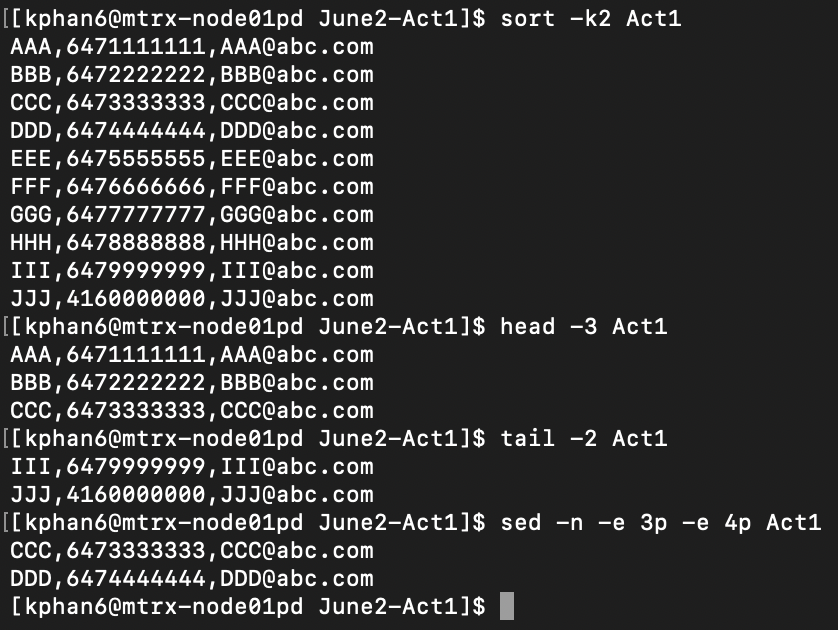 [[kphan6@mtrx-node01pd June2-Act1]$ sort -k2 Act1
AAA,6471111111,AAA@abc.com
BBB,6472222222,BBB@abc.com
CCC,6473333333,CCC@abc.com
DDD,6474444444,DDD@abc.com
EEE,6475555555,EEE@abc.com
FFF,6476666666,FFF@abc.com
GGG,6477777777,GGG@abc.com
HHH,6478888888,HHH@abc.com
III,6479999999,III@abc.com
JJJ,4160000000,JJJ@abc.com
[[kphan6@mtrx-node01pd June2-Act1]$ head -3 Act1
AAA,6471111111,AAA@abc.com
BBB,6472222222,BBB@abc.com
CCC,6473333333,CCC@abc.com
[[kphan6@mtrx-node01pd June2-Act1]$ tail -2 Act1
III,6479999999,III@abc.com
JJJ,4160000000,JJJ@abc.com
[[kphan6@mtrx-node01pd June2-Act1]$ sed -n -e 3p -e 4p Act1
CCC,6473333333,CCC@abc.com
DDD,6474444444,DDD@abc.com
[kphan6@mtrx-node01pd June2-Act1]$